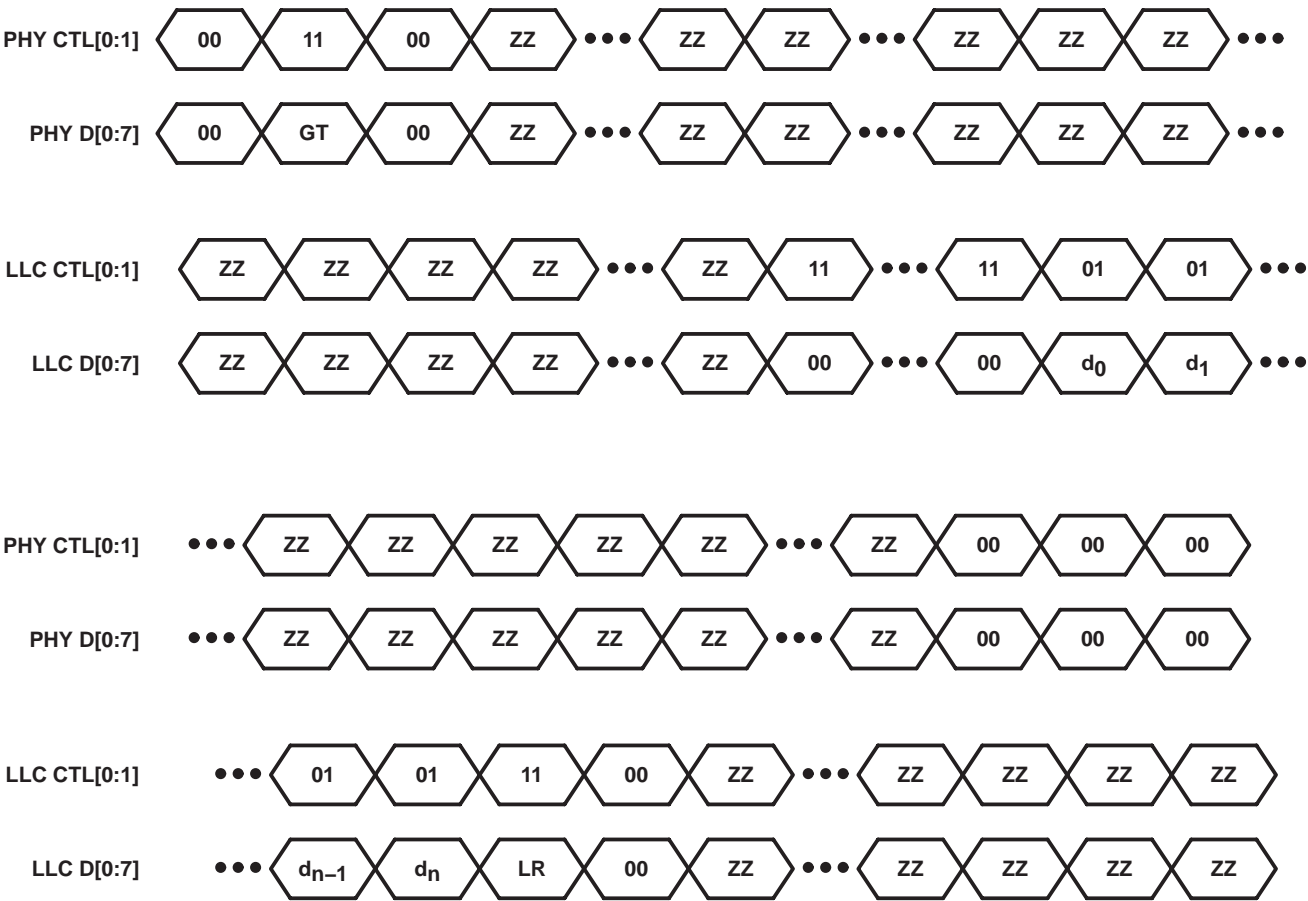 PHY CTL[0:1] 00 11 00 ZZ ••• ZZ ZZ ••• ZZ ZZ ZZ •••
PHY D[0:7] 00 GT 00 ZZ ••• ZZ ZZ ••• ZZ ZZ ZZ •••
LLC CTL[0:1] ZZ ZZ ZZ ZZ ••• ZZ 11 ••• 11 01 01 •••
LLC D[0:7] ZZ ZZ ZZ ZZ ••• ZZ 00 ••• 00 d0 d1 •••
PHY CTL[0:1] ••• ZZ ZZ ZZ ZZ ZZ ••• ZZ 00 00 00
PHY D[0:7] ••• ZZ ZZ ZZ ZZ ZZ ••• ZZ 00 00 00
LLC CTL[0:1] ••• 01 01 11 00 ZZ ••• ZZ ZZ ZZ ZZ
LLC D[0:7] ••• dn–1 dn LR 00 ZZ ••• ZZ ZZ ZZ ZZ